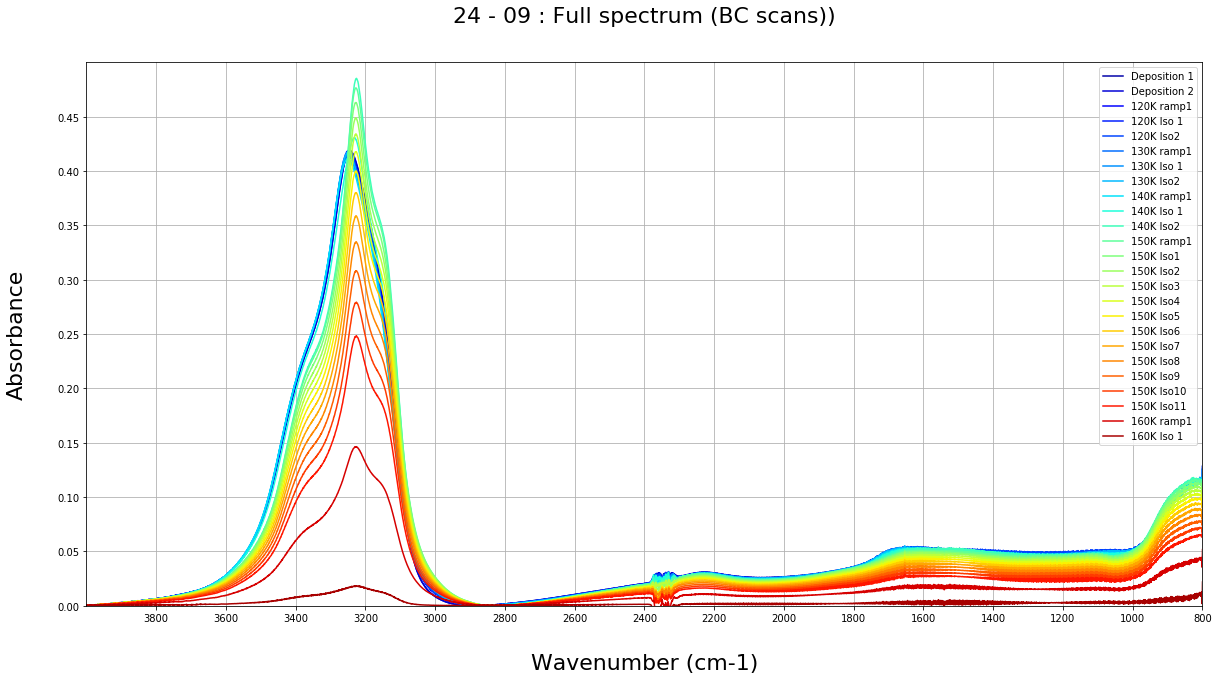 24 - 09 : Full spectrum (BC scans))
Absorbance
0.45
0.40
0.35
0.30
0.25
0.20
0.15
0.10
0.05
0.00
Deposition 1
Deposition 2
120K ramp1
120K Iso 1
120K Iso2
130K ramp1
130K Iso 1
130K Iso2
140K ramp1
140K Iso 1
140K Iso2
150K ramp1
150K Iso1
150K Iso2
150K Iso3
150K Iso4
150K Iso5
150K Iso6
150K Iso7
150K Iso8
150K Iso9
150K Iso10
150K Iso11
160K ramp1
160K Iso 1
3800 3600 3400 3200 3000 2800 2600 2400 2200 2000 1800 1600 1400 1200 1000 800
Wavenumber (cm-1)